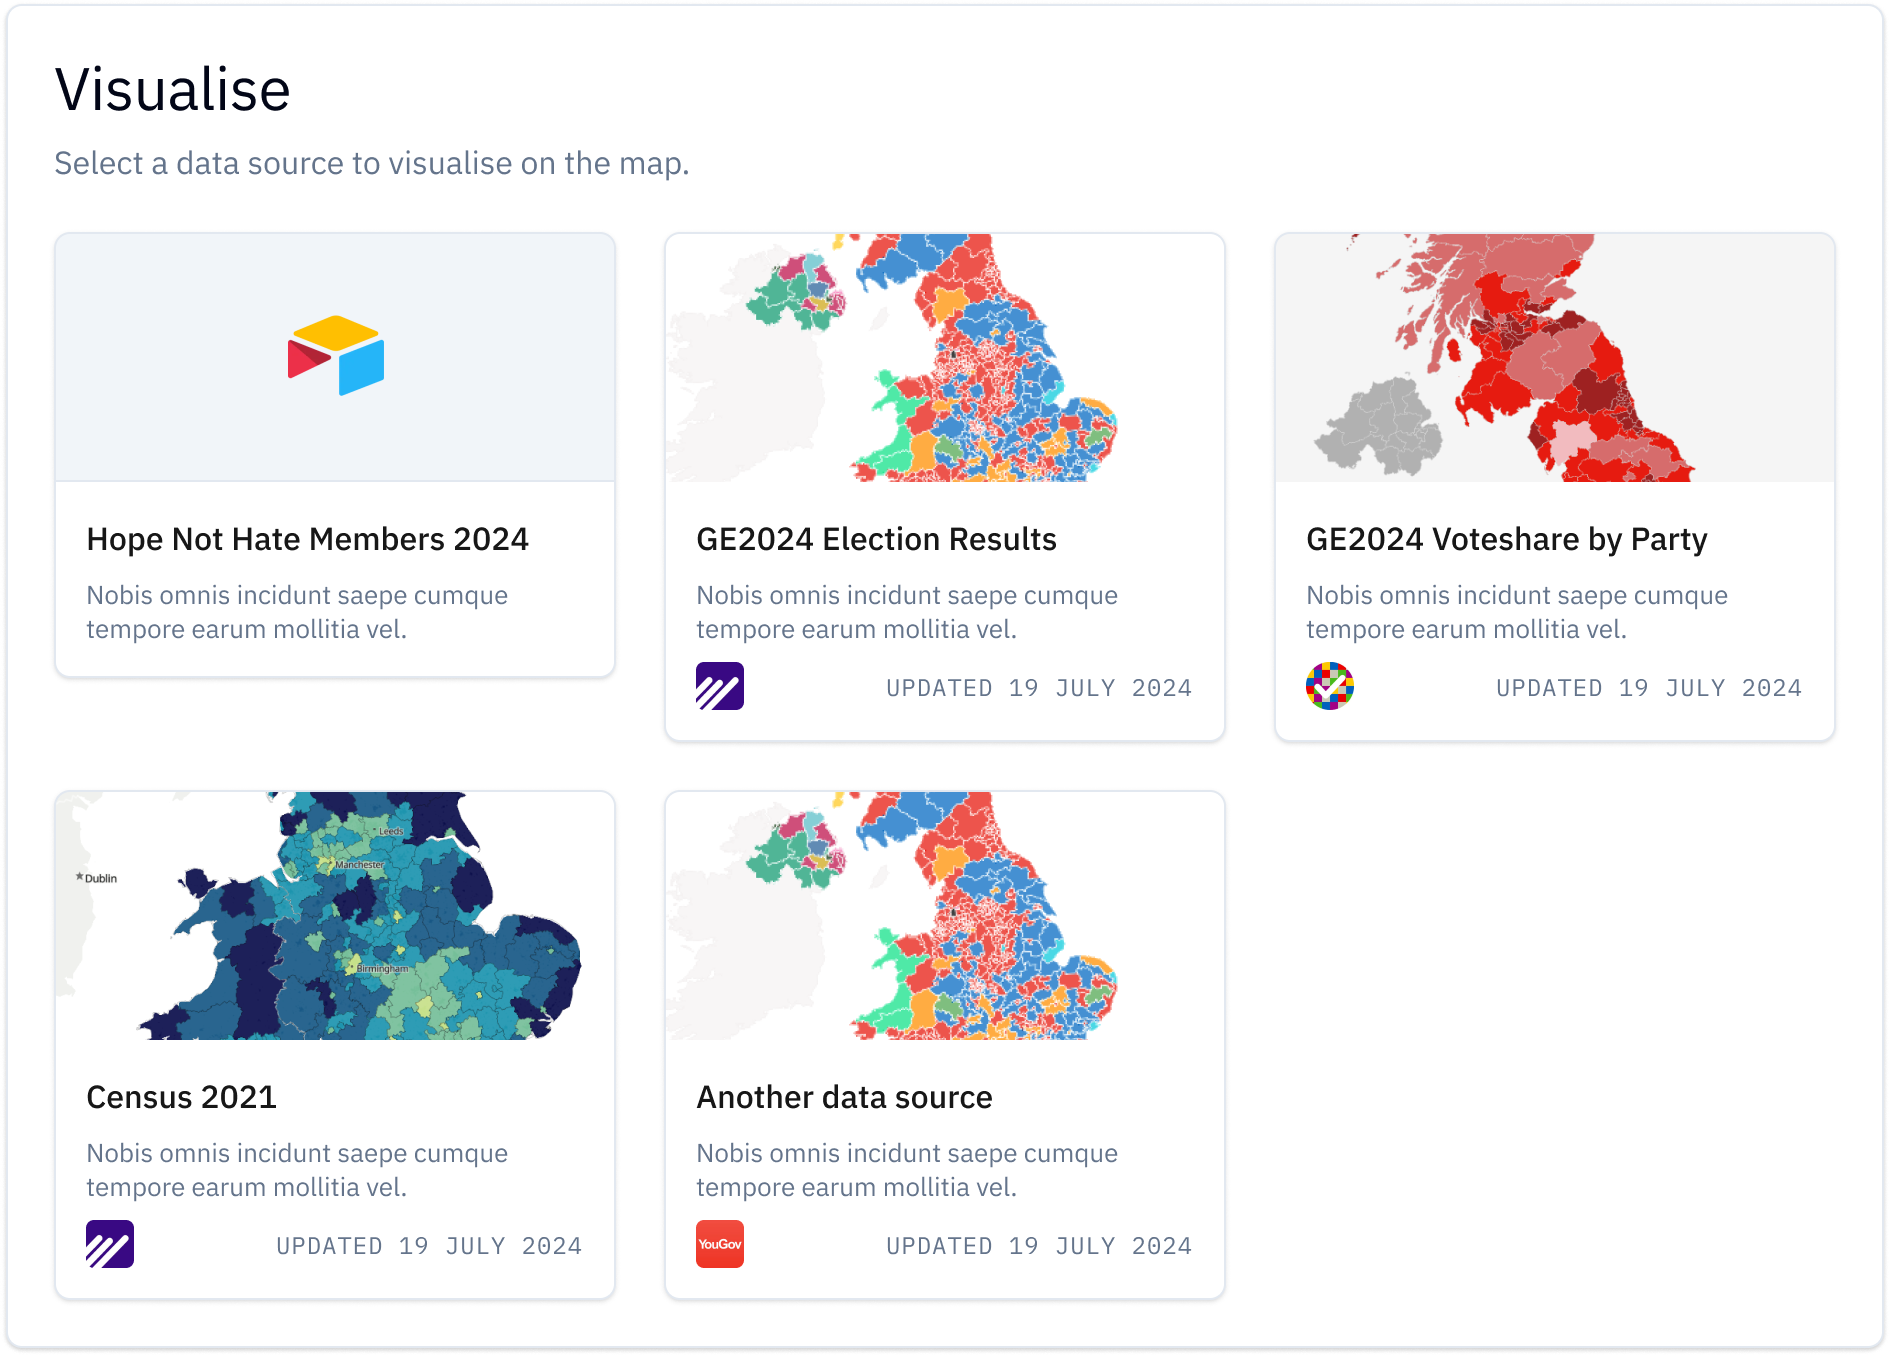 Visualise
Select a data source to visualise on the map.
Hope Not Hate Members 2024
Nobis omnis incidunt saepe cumque
tempore earum mollitia vel.
GE2024 Election Results
Nobis omnis incidunt saepe cumque
tempore earum mollitia vel.
UPDATED 19 JULY 2024
GE2024 Voteshare by Party
Nobis omnis incidunt saepe cumque
tempore earum mollitia vel.
UPDATED 19 JULY 2024
Leeds
Manchester
Dublin
Birmingham
Census 2021
Nobis omnis incidunt saepe cumque
tempore earum mollitia vel.
UPDATED 19 JULY 2024
Another data source
Nobis omnis incidunt saepe cumque
tempore earum mollitia vel.
YouGov
UPDATED 19 JULY 2024